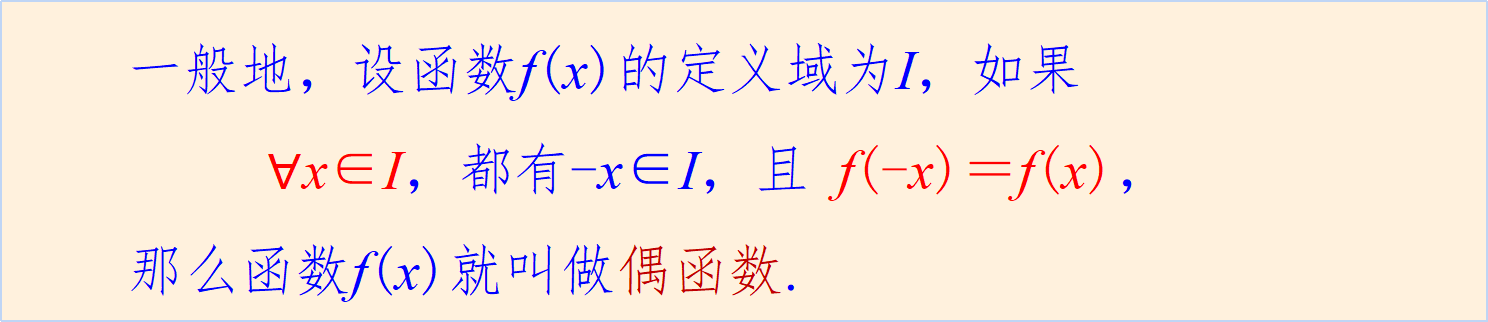 一般地，设函数f(x)的定义域为I，如果
∀x∈I，都有-x∈I，且 f(-x)=f(x)，
那么函数f(x)就叫做偶函数.